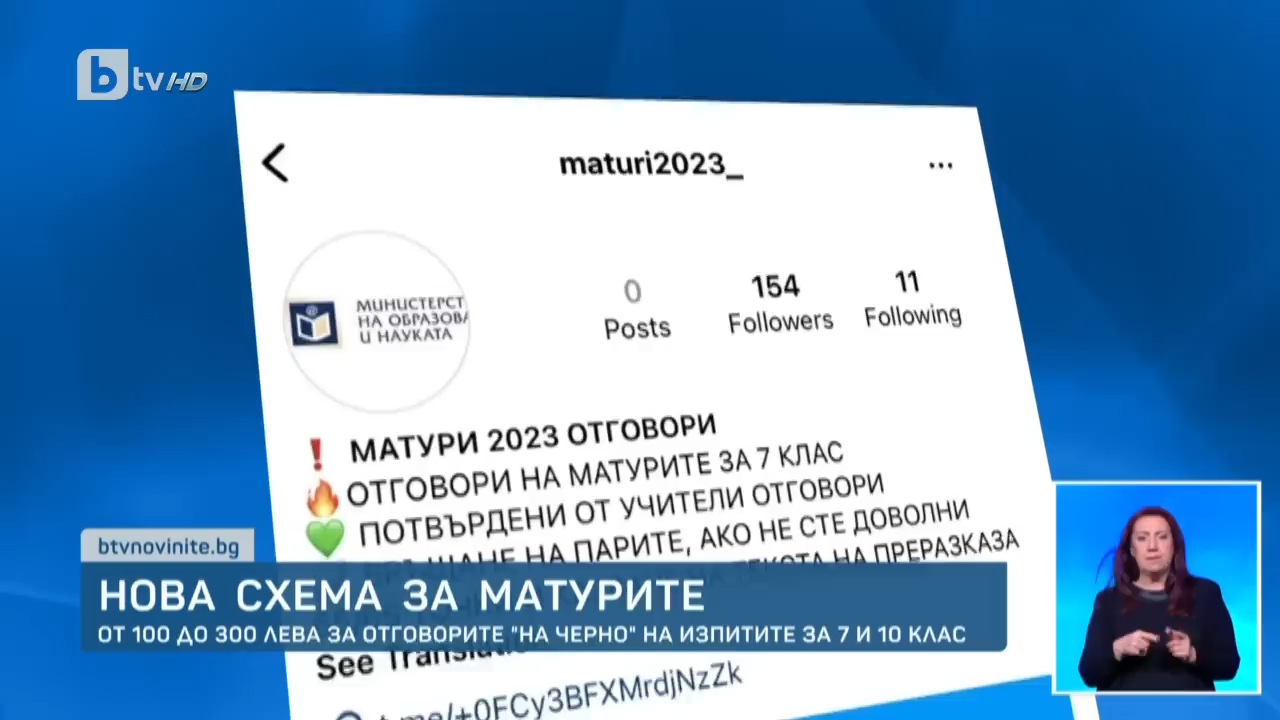 btv HD
maturi2023_
...
МИНИСТЕРСТ
НА ОБРАЗОВА
И НАУКАТА
0
Posts
154
Followers
11
Following
МАТУРИ 2023 ОТГОВОРИ
ОТГОВОРИ НА МАТУРИТЕ ЗА 7 КЛАС
ПОТВЪРДЕНИ ОТ УЧИТЕЛИ ОТГОВОРИ
НА ПАРИТЕ, АКО НЕ СТЕ ДОВОЛНИ
НА ПРЕРАЗКАЗА
See
t.me/+0FCy3BFXMrdjNzZk
btvnovinite.bg
НОВА СХЕМА ЗА МАТУРИТЕ
ОТ 100 ДО 300 ЛЕВА ЗА ОТГОВОРИТЕ "НА ЧЕРНО" НА ИЗПИТИТЕ ЗА 7 И 10 КЛАС